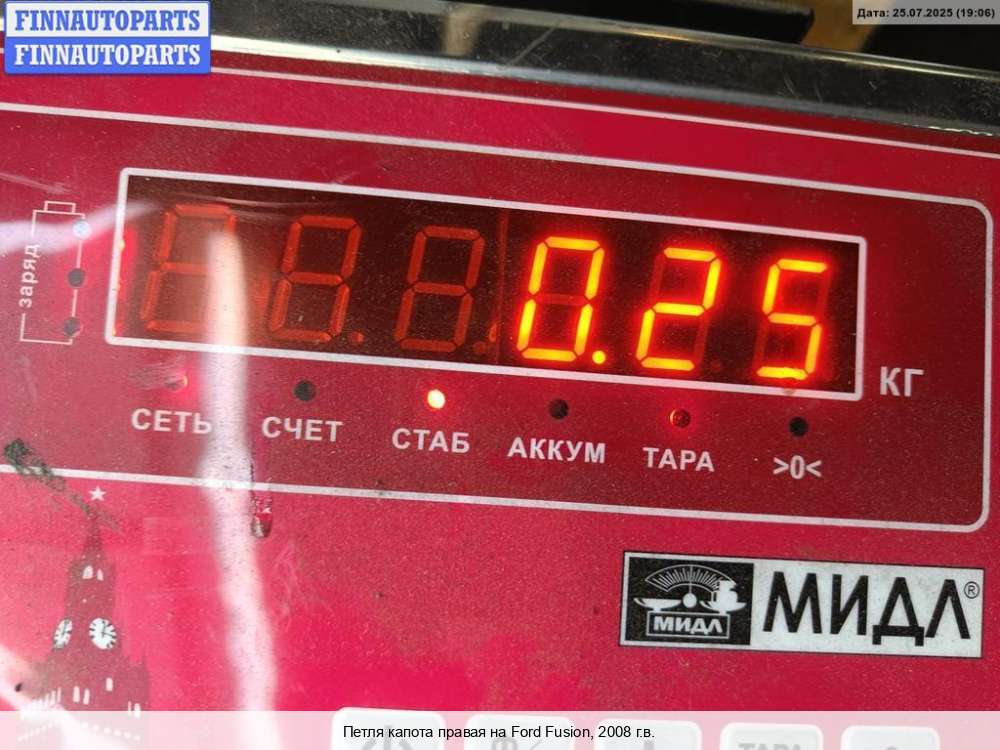 FINNAUTOPARTS
FINNAUTOPARTS
Дата: 25.07.2025 (19:06)
заряд
0.25
КГ
СЕТЬ СЧЕТ СТАБ АККУМ ТАРА >0<
МИДЛ
МИДЛ®
ТАРА
Петля капота правая на Ford Fusion, 2008 г.в.